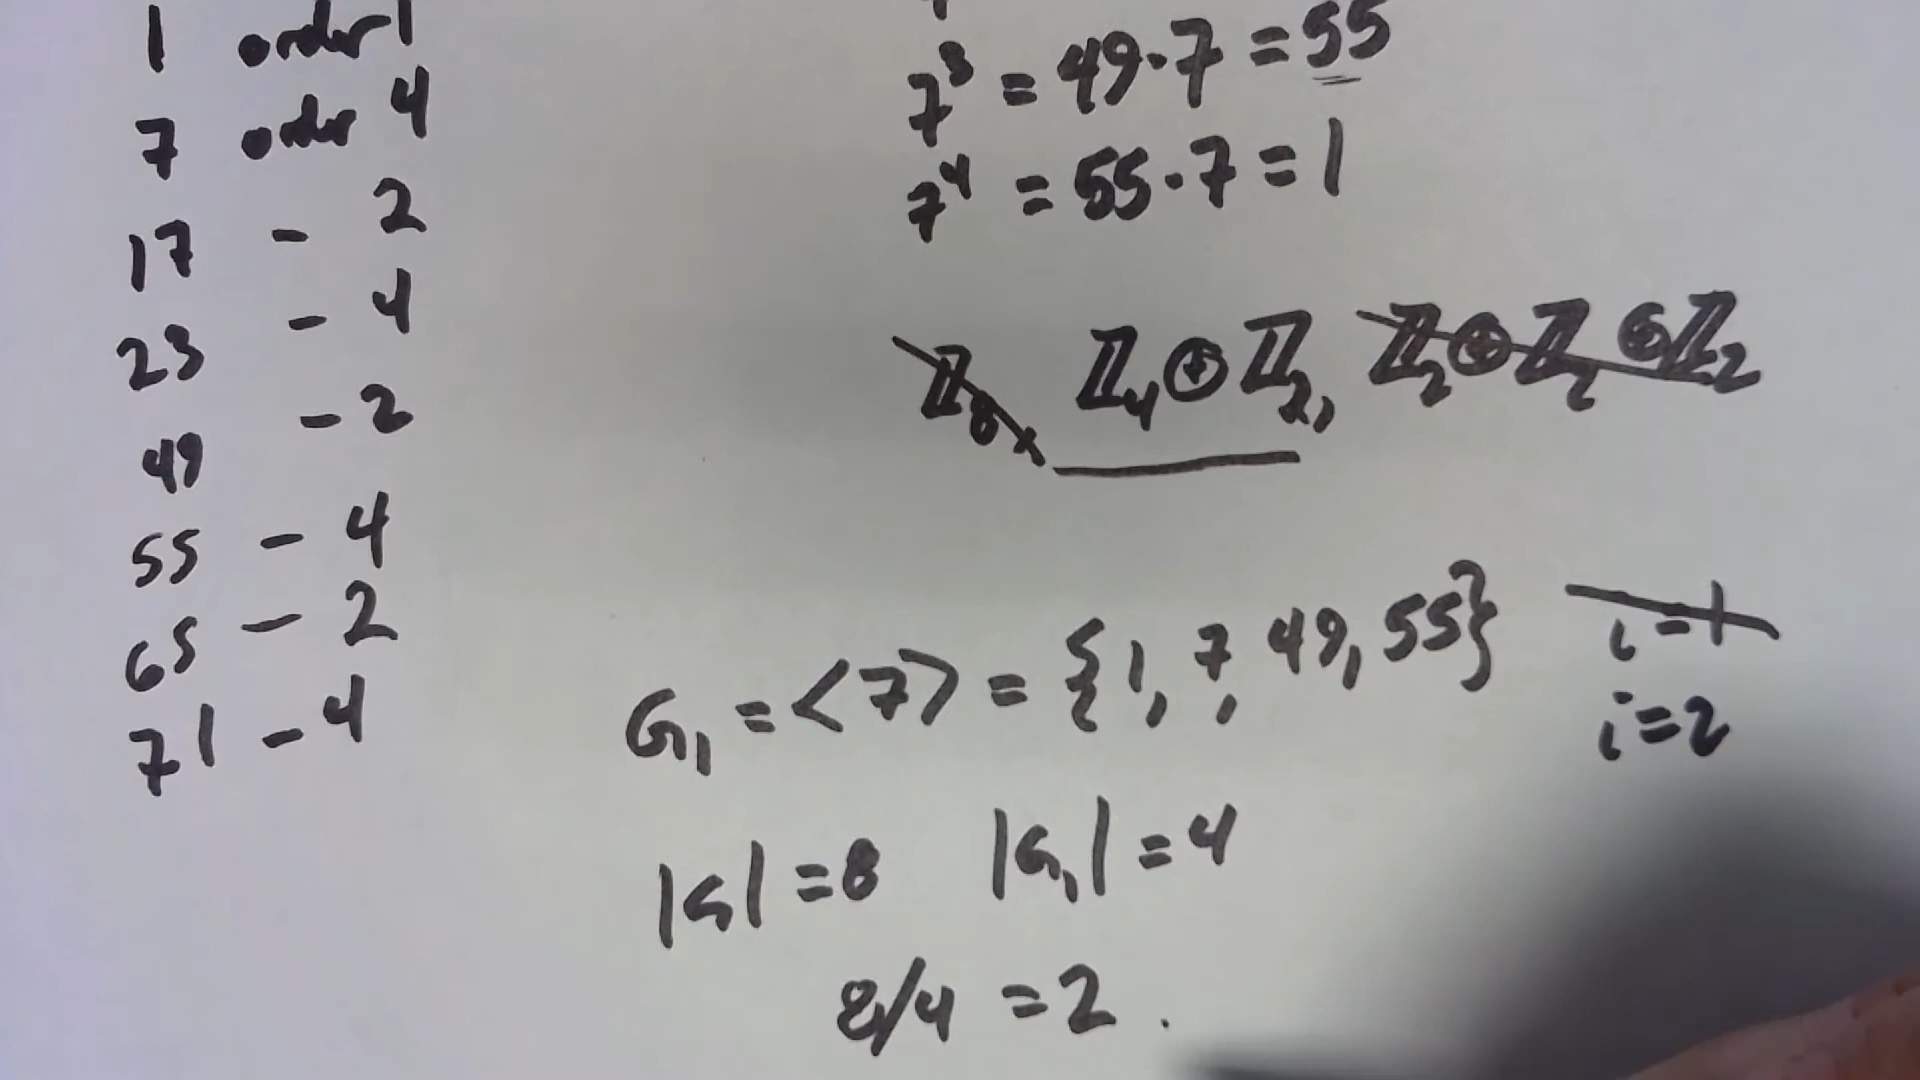 1 order 1
7 order 4
17 - 2
23 - 4
49 - 2
55 - 4
65 - 2
71 - 4
7³ = 49·7 = 55
7⁴ = 55·7 = 1
ℤ₈, ℤ₄⊕ℤ₂, ℤ₂⊕ℤ₂⊕ℤ₂
G₁ = <7> = {1, 7, 49, 55}
i=1
i=2
|G| = 8 |G₁| = 4
8/4 = 2.